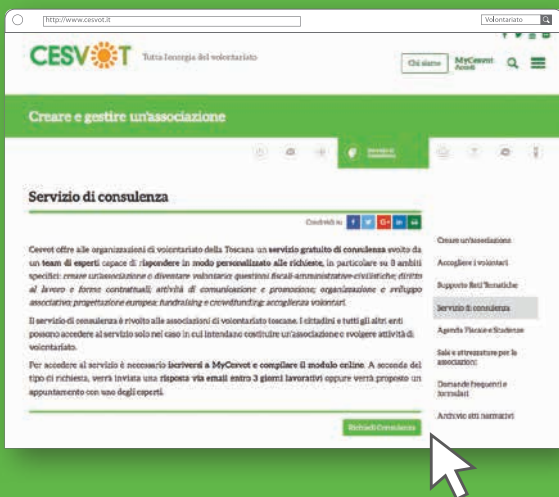 http://www.cesvot.it
Volontariato
CESVOT
Tutta l'energia del volontariato
Chi siamo
MyCesvot
Accedi
Creare e gestire un'associazione
Servizio di consulenza
Servizio di consulenza
Condividi su
Cesvot offre alle organizzazioni di volontariato della Toscana un servizio gratuito di consulenza svolto da
un team di esperti capace di rispondere in modo personalizzato alle richieste, in particolare su 8 ambiti
specifici: creare un'associazione o diventare volontario; questioni fiscali-amministrative-civilistiche; diritto
al lavoro e forme contrattuali; attività di comunicazione e promozione; organizzazione e sviluppo
associativo; progettazione europea; fundraising e crowdfunding; accoglienza volontari.
Il servizio di consulenza è rivolto alle associazioni di volontariato toscane. I cittadini e tutti gli altri enti
possono accedere al servizio solo nel caso in cui intendano costituire un'associazione o svolgere attività di
volontariato.
Per accedere al servizio è necessario iscriversi a MyCesvot e compilare il modulo online. A seconda del
tipo di richiesta, verrà inviata una risposta via email entro 3 giorni lavorativi oppure verrà proposto un
appuntamento con uno degli esperti.
Richiedi Consulenza
Creare un'associazione
Accogliere i volontari
Supporto Reti Tematiche
Servizio di consulenza
Agenda Fiscale e Scadenze
Sale e attrezzature per le
associazioni
Domande frequenti e
formulari
Archivio atti normativi